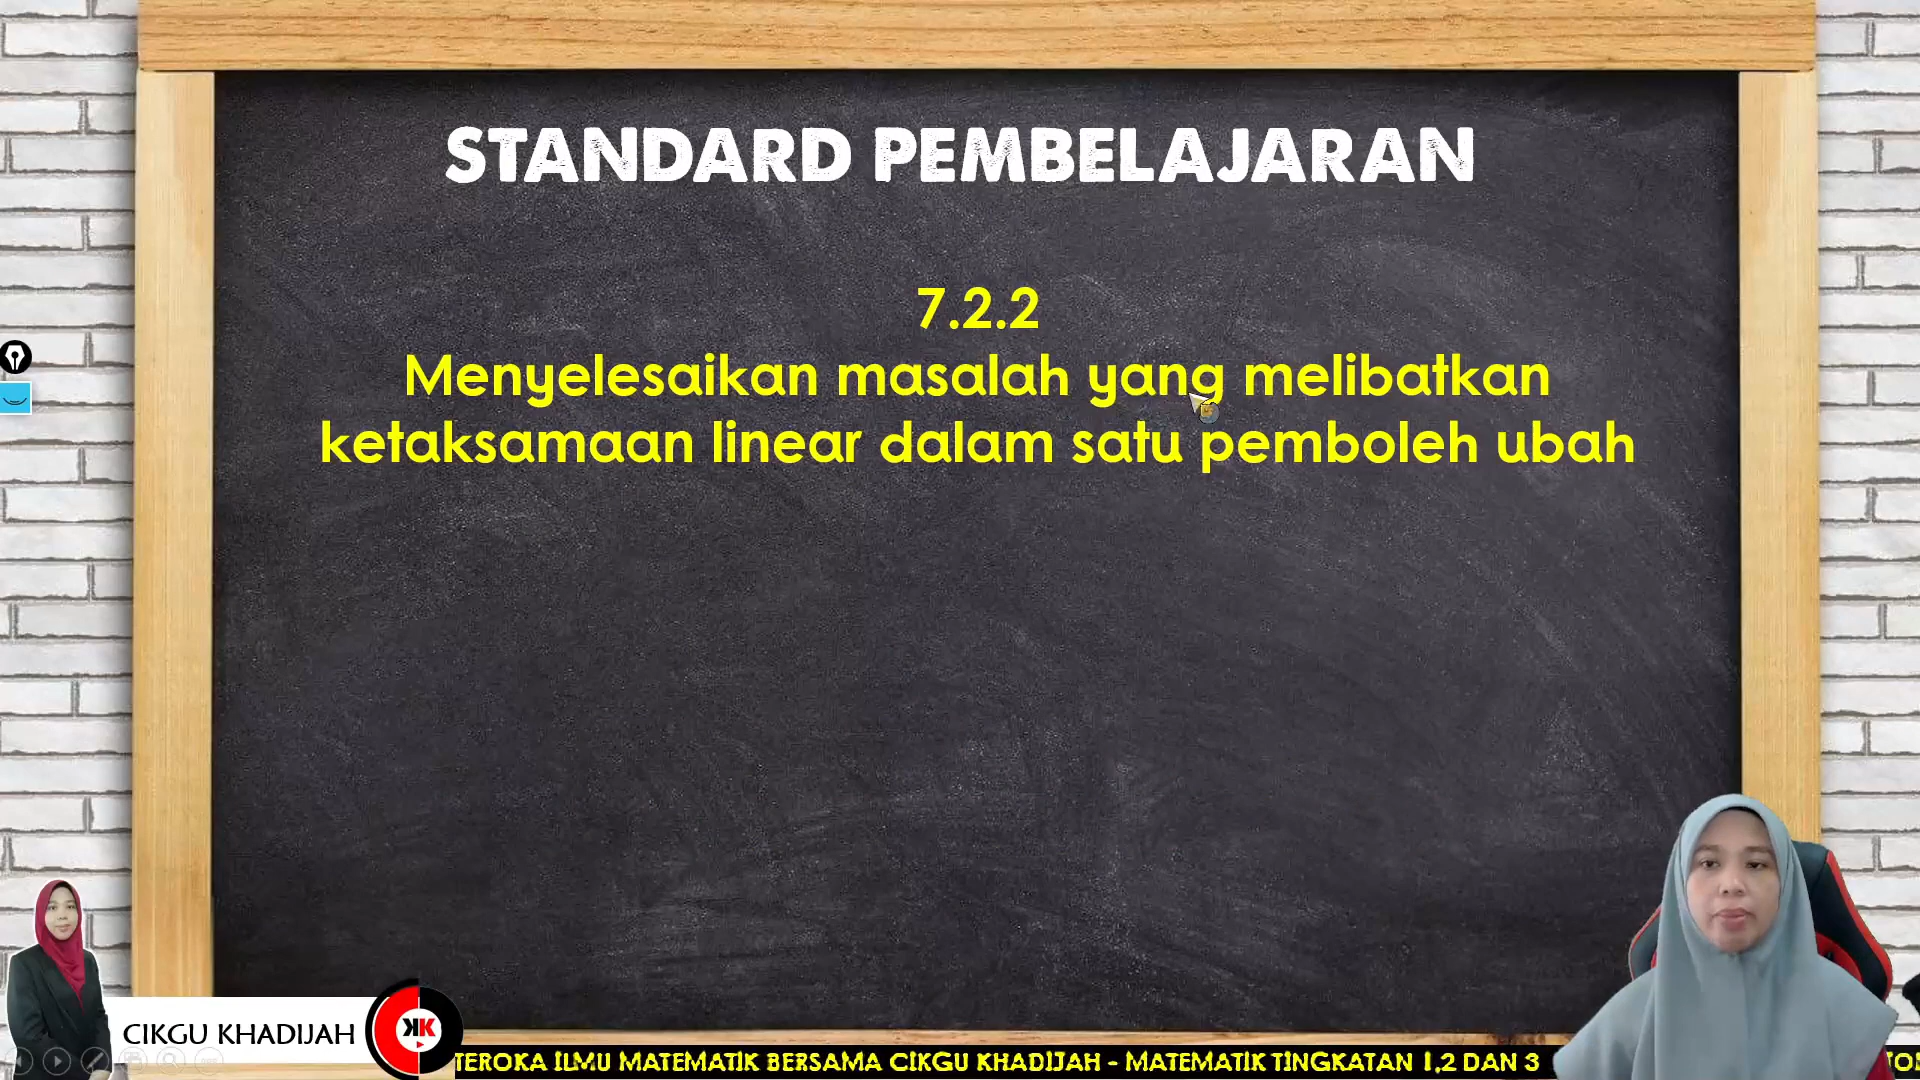 STANDARD PEMBELAJARAN
7.2.2
Menyelesaikan masalah yang melibatkan
ketaksamaan linear dalam satu pemboleh ubah
CIKGU KHADIJAH
KK
TEROKA ILMU MATEMATIK BERSAMA CIKGU KHADIJAH - MATEMATIK TINGKATAN 1,2 DAN 3